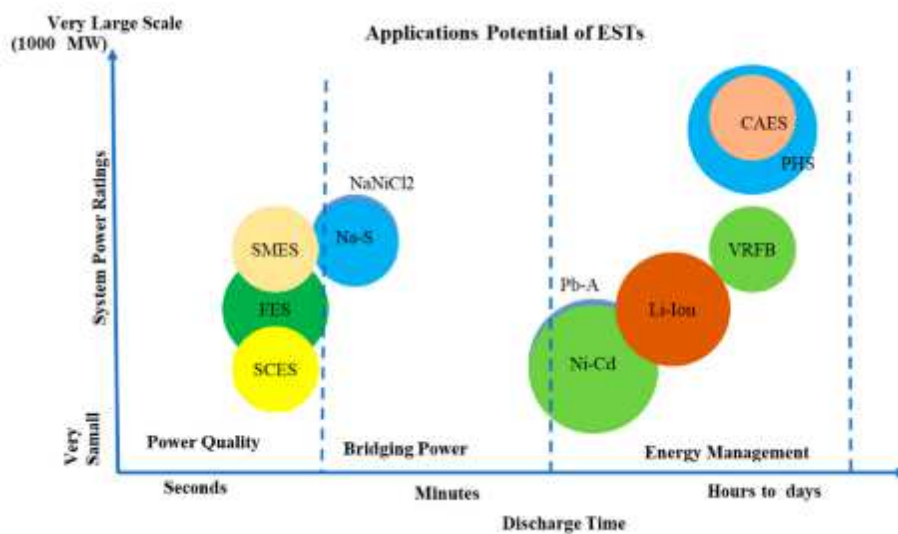 Very Large Scale
(1000 MW)
Applications Potential of ESTs
System Power Ratings
Very
Samall
CAES
PHS
NaNiCl2
Na-S
SMES
VRFB
Pb-A
FES
Li-Ion
Ni-Cd
SCES
Power Quality
Bridging Power
Energy Management
Seconds
Minutes
Hours to days
Discharge Time